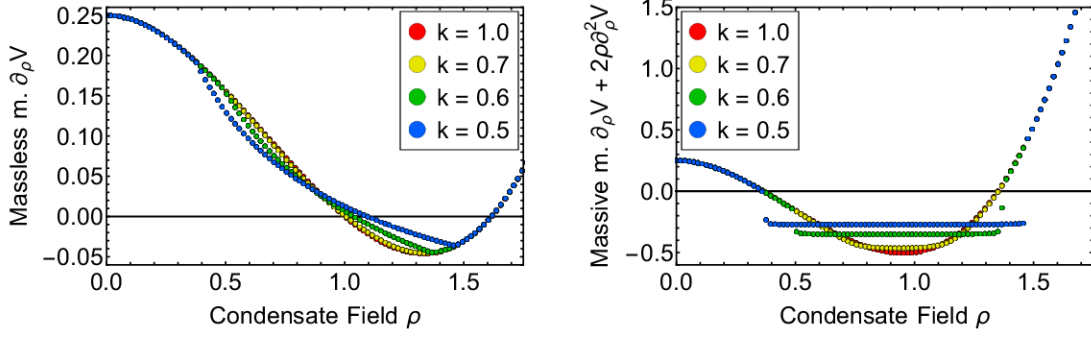 Massless m. ∂ρV
0.25
0.20
0.15
0.10
0.05
0.00
−0.05
0.0 0.5 1.0 1.5
Condensate Field ρ
k = 1.0
k = 0.7
k = 0.6
k = 0.5
Massive m. ∂ρV + 2ρ∂²ρV
1.5
1.0
0.5
0.0
−0.5
0.0 0.5 1.0 1.5
Condensate Field ρ
k = 1.0
k = 0.7
k = 0.6
k = 0.5